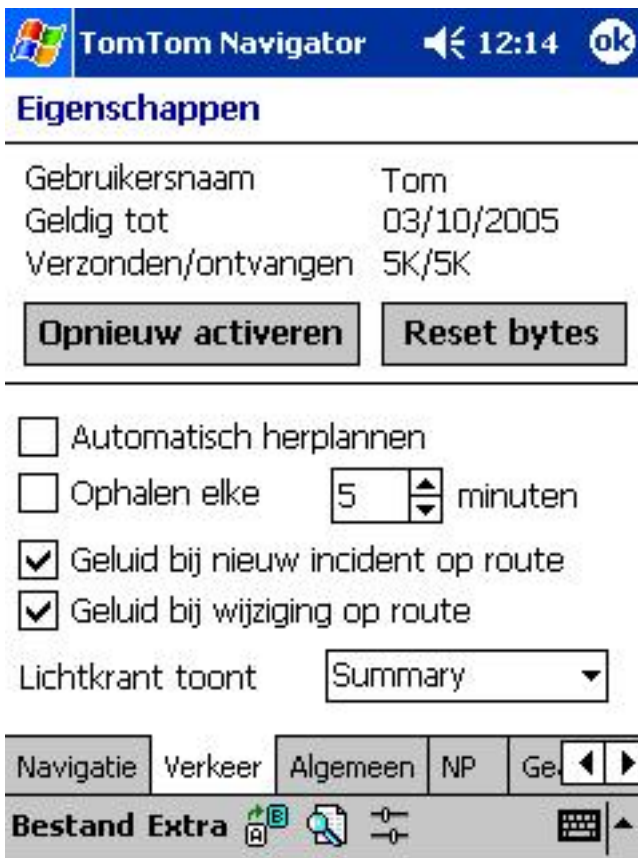 TomTom Navigator 12:14 ok
Eigenschappen
Gebruikersnaam Tom
Geldig tot 03/10/2005
Verzonden/ontvangen 5K/5K
Opnieuw activeren Reset bytes
Automatisch herplannen
Ophalen elke 5 minuten
Geluid bij nieuw incident op route
Geluid bij wijziging op route
Lichtkrant toont Summary
Navigatie Verkeer Algemeen NP
Bestand Extra A B